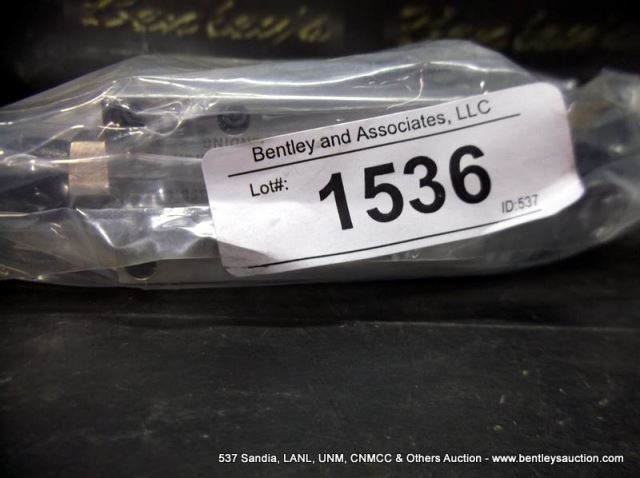 Bentley and Associates, LLC
Lot#:
1536
ID:537
537 Sandia, LANL, UNM, CNMCC & Others Auction - www.bentleysauction.com